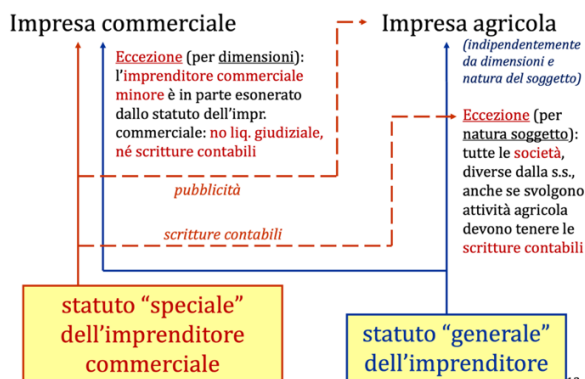 Impresa commerciale
Impresa agricola
Eccezione (per dimensioni):
l'imprenditore commerciale
minore è in parte esonerato
dallo statuto dell'impr.
commerciale: no liq. giudiziale,
né scritture contabili
(indipendentemente
da dimensioni e
natura del soggetto)
Eccezione (per
natura soggetto):
tutte le società,
diverse dalla s.s.,
anche se svolgono
attività agricola
devono tenere le
scritture contabili
pubblicità
scritture contabili
statuto “speciale”
dell'imprenditore
commerciale
statuto “generale”
dell'imprenditore